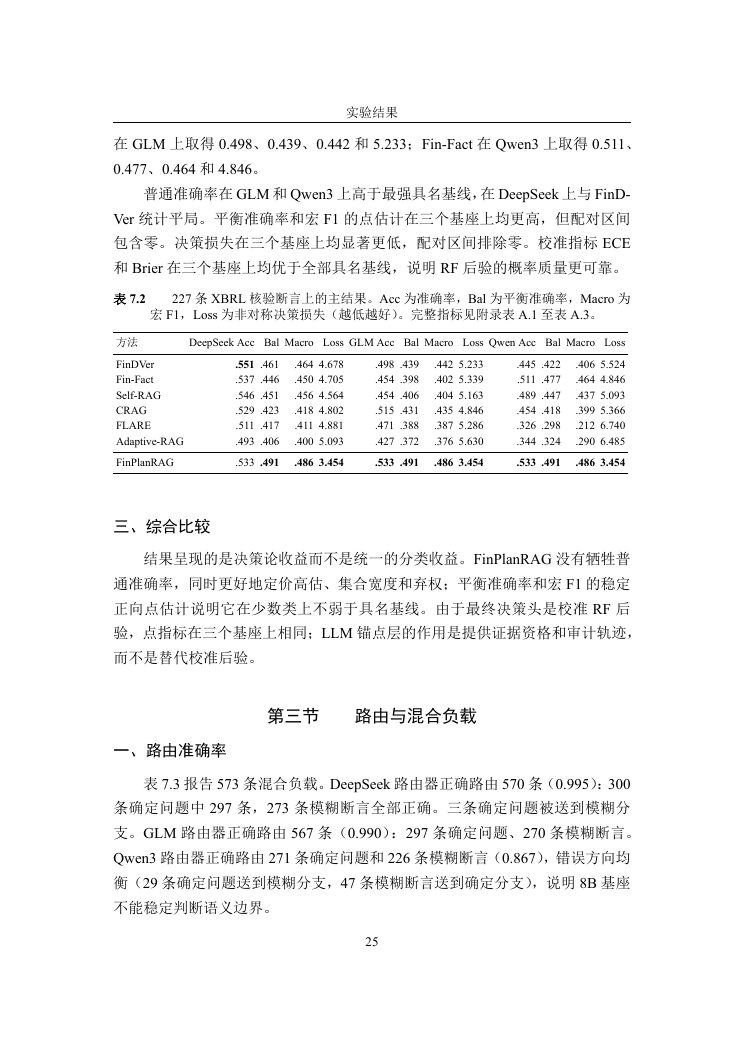 实验结果
在 GLM 上取得 0.498、0.439、0.442 和 5.233；Fin-Fact 在 Qwen3 上取得 0.511、
0.477、0.464 和 4.846。
普通准确率在 GLM 和 Qwen3 上高于最强具名基线，在 DeepSeek 上与 FinD-
Ver 统计平局。平衡准确率和宏 F1 的点估计在三个基座上均更高，但配对区间
包含零。决策损失在三个基座上均显著更低，配对区间排除零。校准指标 ECE
和 Brier 在三个基座上均优于全部具名基线，说明 RF 后验的概率质量更可靠。
表 7.2 227 条 XBRL 核验断言上的主结果。Acc 为准确率，Bal 为平衡准确率，Macro 为
宏 F1，Loss 为非对称决策损失（越低越好）。完整指标见附录表 A.1 至表 A.3。
方法 DeepSeek Acc Bal Macro Loss GLM Acc Bal Macro Loss Qwen Acc Bal Macro Loss
FinDVer .551 .461 .464 4.678 .498 .439 .442 5.233 .445 .422 .406 5.524
Fin-Fact .537 .446 .450 4.705 .454 .398 .402 5.339 .511 .477 .464 4.846
Self-RAG .546 .451 .456 4.564 .454 .406 .404 5.163 .489 .447 .437 5.093
CRAG .529 .423 .418 4.802 .515 .431 .435 4.846 .454 .418 .399 5.366
FLARE .511 .417 .411 4.881 .471 .388 .387 5.286 .326 .298 .212 6.740
Adaptive-RAG .493 .406 .400 5.093 .427 .372 .376 5.630 .344 .324 .290 6.485
FinPlanRAG .533 .491 .486 3.454 .533 .491 .486 3.454 .533 .491 .486 3.454
三、综合比较
结果呈现的是决策论收益而不是统一的分类收益。FinPlanRAG 没有牺牲普
通准确率，同时更好地定价高估、集合宽度和弃权；平衡准确率和宏 F1 的稳定
正向点估计说明它在少数类上不弱于具名基线。由于最终决策头是校准 RF 后
验，点指标在三个基座上相同；LLM 锚点层的作用是提供证据资格和审计轨迹，
而不是替代校准后验。
第三节 路由与混合负载
一、路由准确率
表 7.3 报告 573 条混合负载。DeepSeek 路由器正确路由 570 条（0.995）：300
条确定问题中 297 条，273 条模糊断言全部正确。三条确定问题被送到模糊分
支。GLM 路由器正确路由 567 条（0.990）：297 条确定问题、270 条模糊断言。
Qwen3 路由器正确路由 271 条确定问题和 226 条模糊断言（0.867），错误方向均
衡（29 条确定问题送到模糊分支，47 条模糊断言送到确定分支），说明 8B 基座
不能稳定判断语义边界。
25